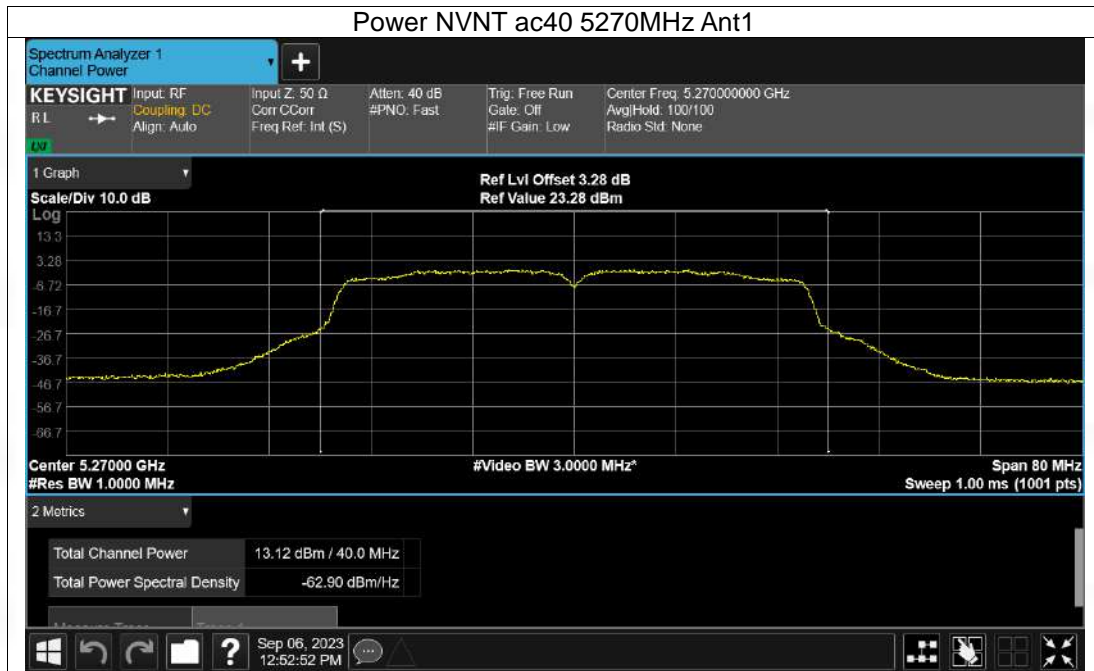 Power NVNT ac40 5270MHz Ant1
Spectrum Analyzer 1
Channel Power
KEYSIGHT
R L
LXI
Input: RF
Coupling: DC
Align: Auto
Input Z: 50 Ω
Corr CCorr
Freq Ref: Int (S)
Atten: 40 dB
#PNO: Fast
Trig: Free Run
Gate: Off
#IF Gain: Low
Center Freq: 5.270000000 GHz
Avg|Hold: 100/100
Radio Std: None
1 Graph
Scale/Div 10.0 dB
Ref Lvl Offset 3.28 dB
Ref Value 23.28 dBm
Log
13.3
3.28
-6.72
-16.7
-26.7
-36.7
-46.7
-56.7
-66.7
Center 5.27000 GHz
#Video BW 3.0000 MHz*
Span 80 MHz
#Res BW 1.0000 MHz
Sweep 1.00 ms (1001 pts)
2 Metrics
Total Channel Power 13.12 dBm / 40.0 MHz
Total Power Spectral Density -62.90 dBm/Hz
?
Sep 06, 2023
12:52:52 PM